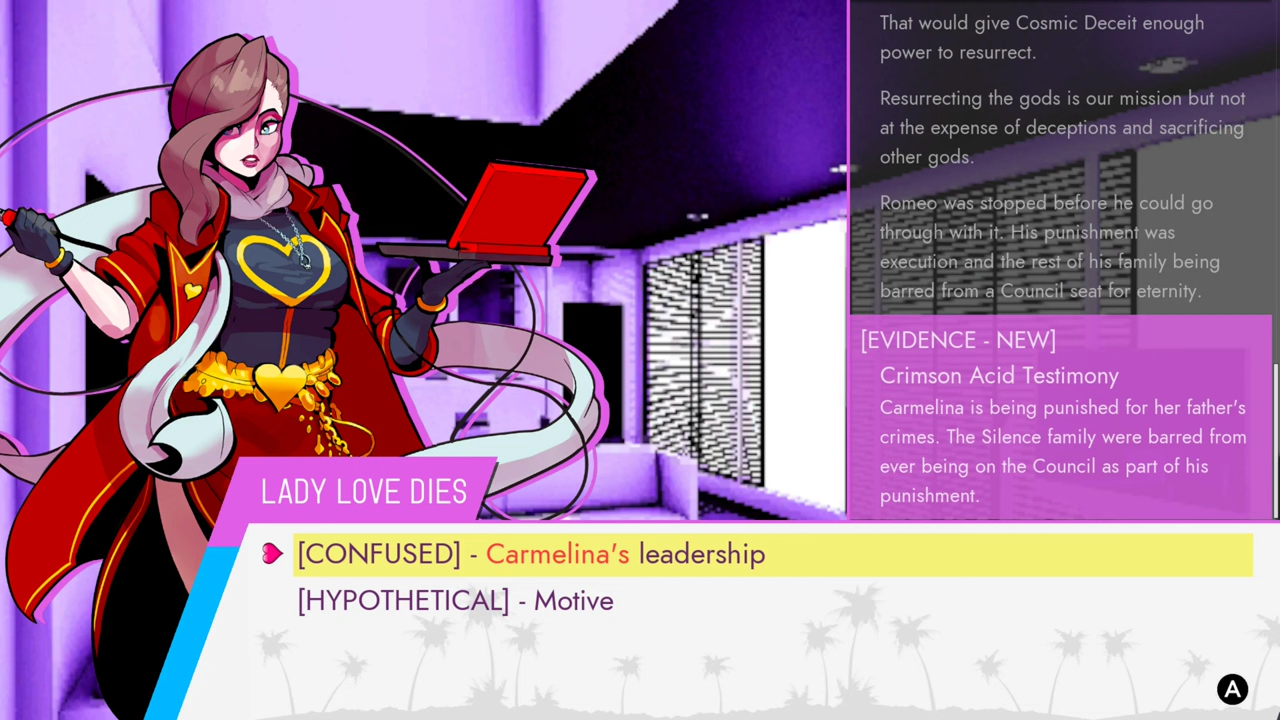 That would give Cosmic Deceit enough
power to resurrect.
Resurrecting the gods is our mission but not
at the expense of deceptions and sacrificing
other gods.
Romeo was stopped before he could go
through with it. His punishment was
execution and the rest of his family being
barred from a Council seat for eternity.
[EVIDENCE - NEW]
Crimson Acid Testimony
Carmelina is being punished for her father's
crimes. The Silence family were barred from
ever being on the Council as part of his
punishment.
LADY LOVE DIES
[CONFUSED] - Carmelina's leadership
[HYPOTHETICAL] - Motive
A